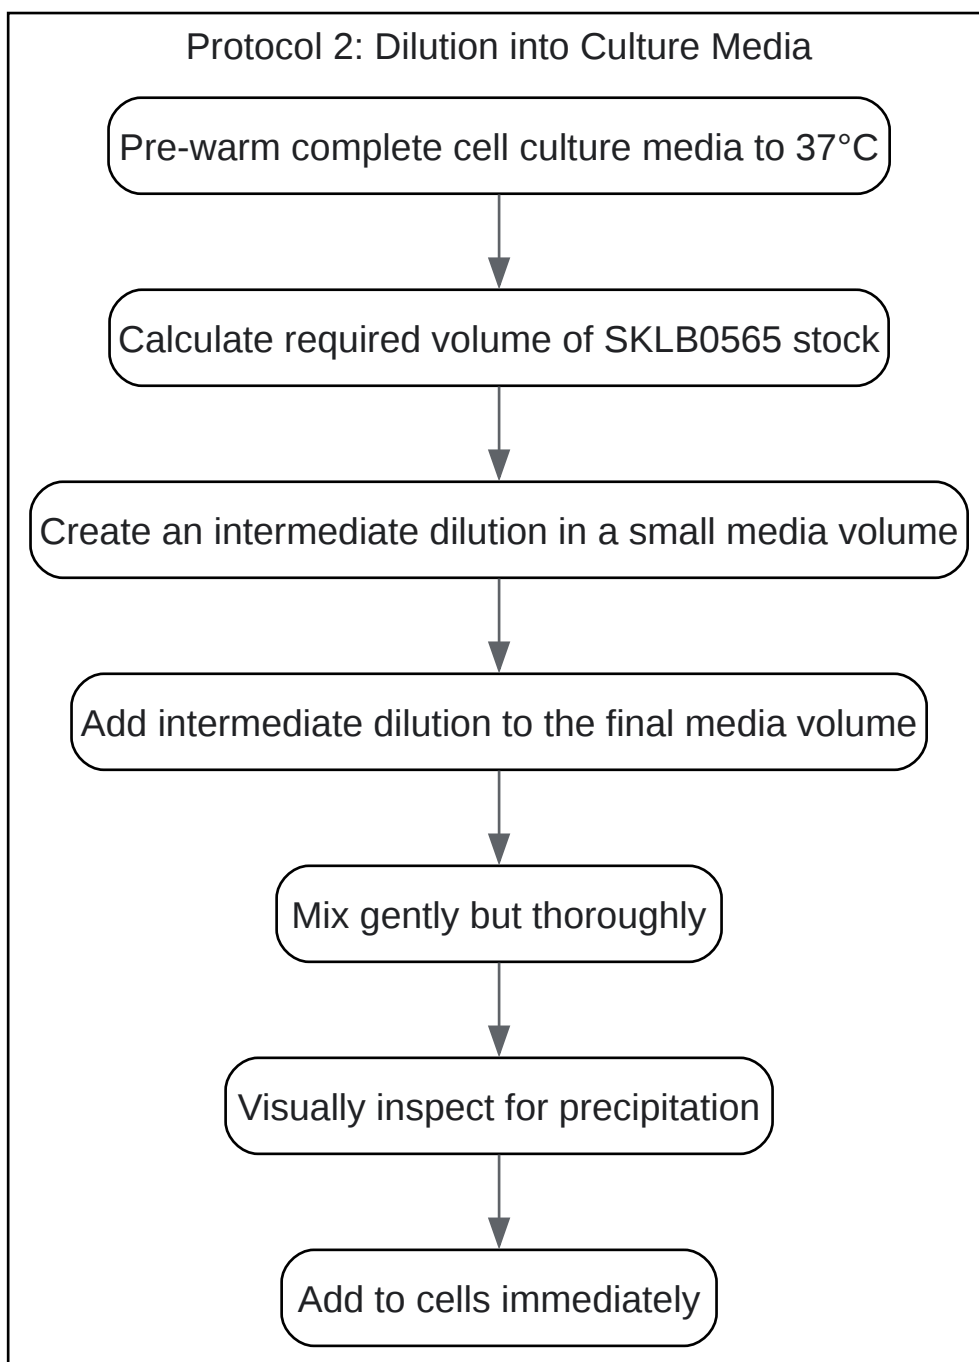 Protocol 2: Dilution into Culture Media
Pre-warm complete cell culture media to 37°C
Calculate required volume of SKLB0565 stock
Create an intermediate dilution in a small media volume
Add intermediate dilution to the final media volume
Mix gently but thoroughly
Visually inspect for precipitation
Add to cells immediately